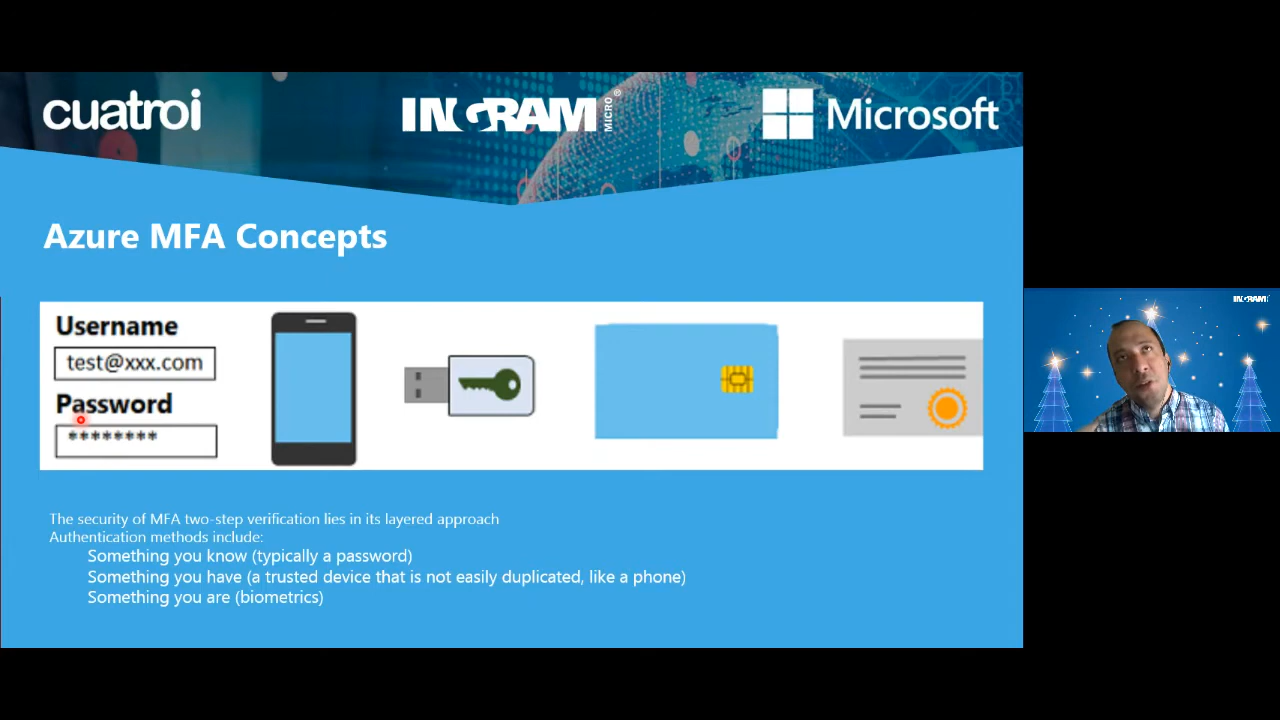 cuatroi
INGRAM MICRO®
Microsoft
Azure MFA Concepts
Username
test@xxx.com
Password
********
The security of MFA two-step verification lies in its layered approach
Authentication methods include:
Something you know (typically a password)
Something you have (a trusted device that is not easily duplicated, like a phone)
Something you are (biometrics)
INGRAM